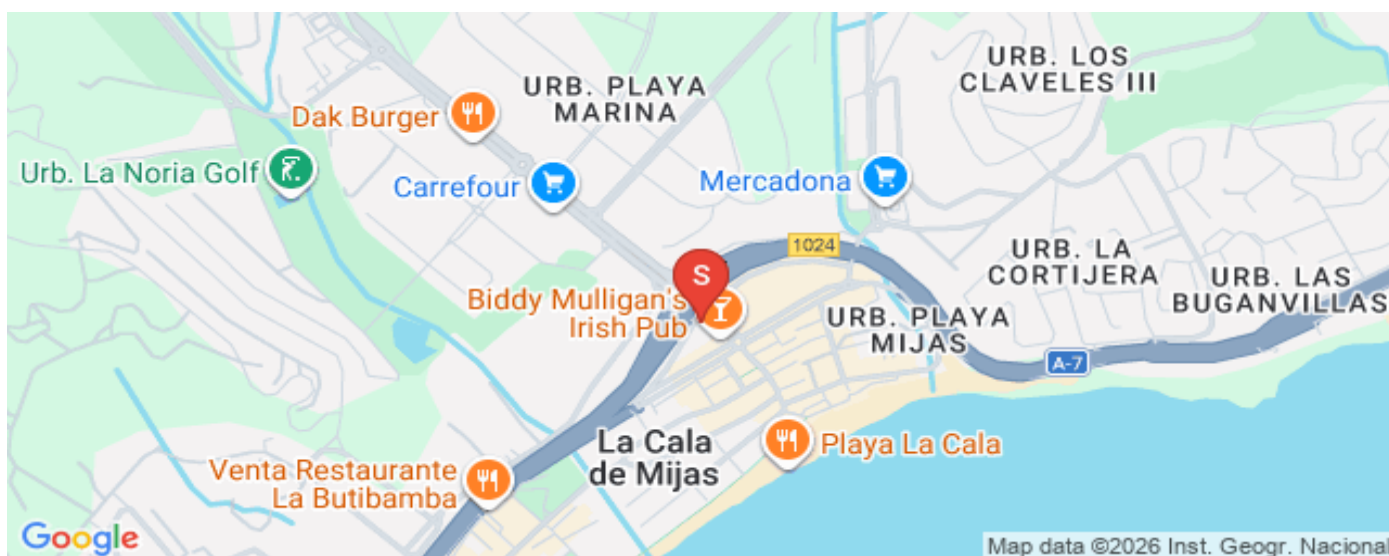 URB. LOS
CLAVELES III
URB. PLAYA
MARINA
Dak Burger
Urb. La Noria Golf
Carrefour
Mercadona
1024
URB. LA
CORTIJERA
URB. LAS
BUGANVILLAS
S
Biddy Mulligan's
Irish Pub
URB. PLAYA
MIJAS
A-7
La Cala
de Mijas
Playa La Cala
Venta Restaurante
La Butibamba
Google
Map data ©2026 Inst. Geogr. Nacional